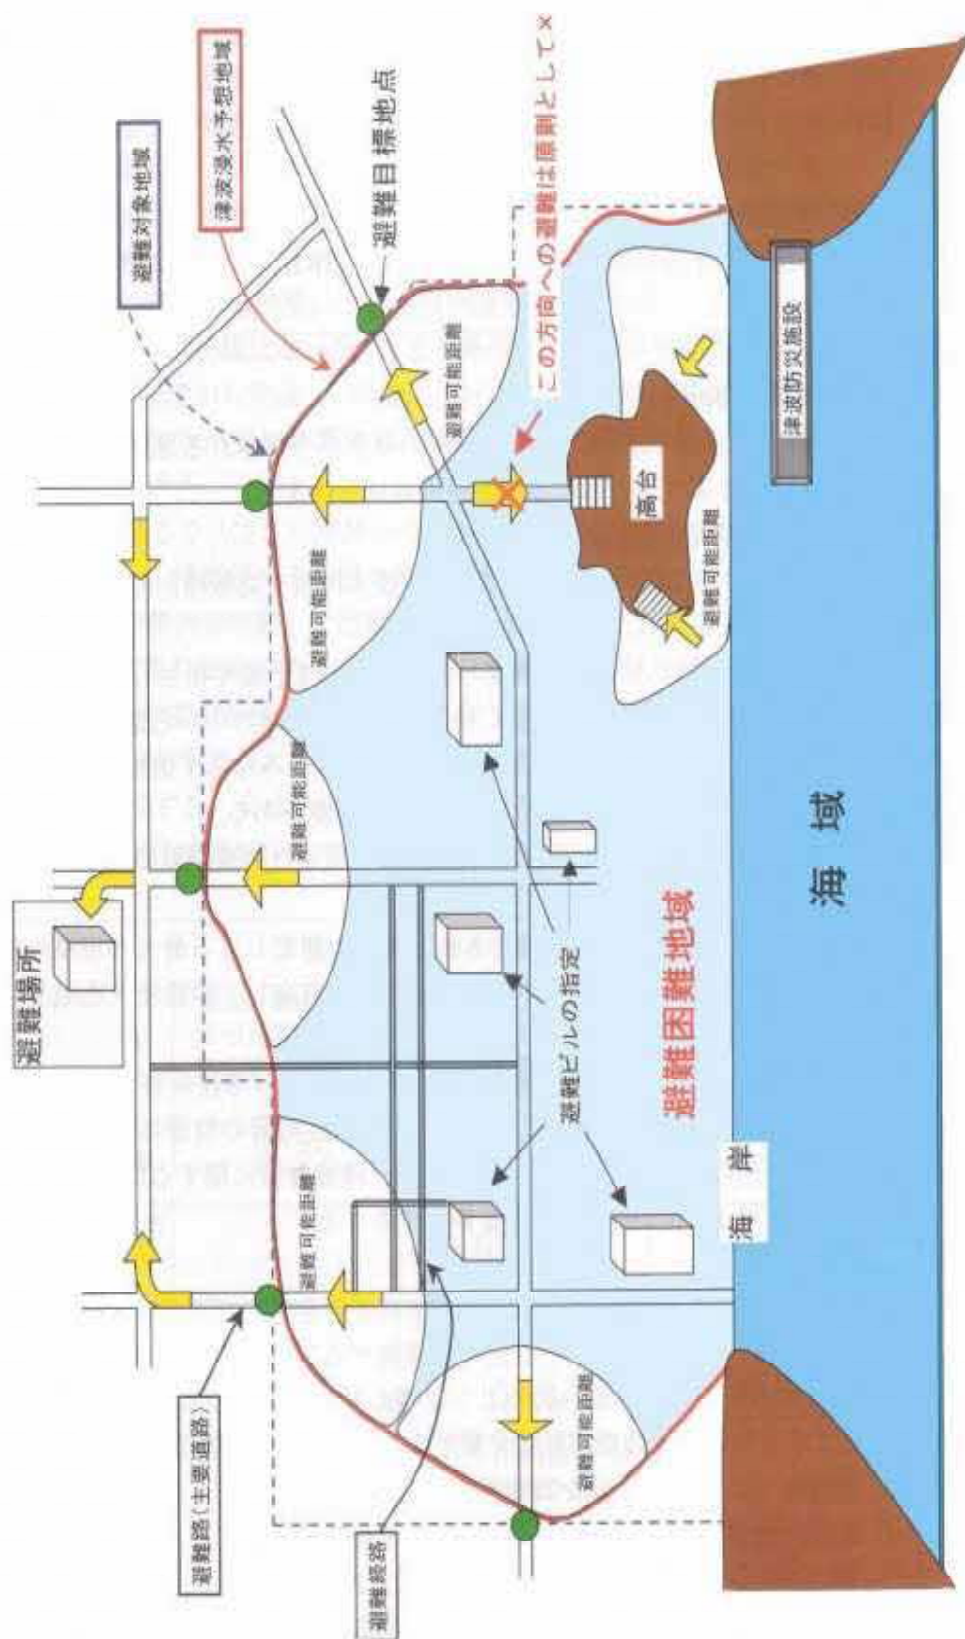 避難場所
避難対象地域
津波浸水予想地域
避難目標地点
この方向への避難は原則として×
避難路(主要道路)
避難経路
避難可能距離
避難可能距離
避難可能距離
避難可能距離
避難可能距離
避難可能距離
高台
避難ビルの指定
避難困難地域
津波防災施設
海岸
海域